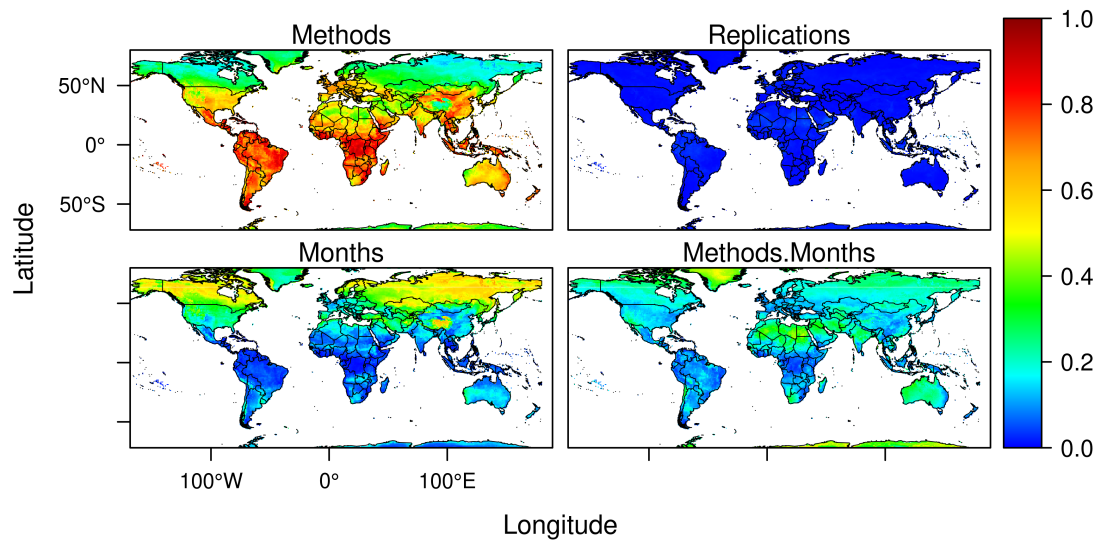 Methods
Replications
1.0
50°N
0.8
0°
0.6
50°S
Latitude
Months
Methods.Months
0.4
0.2
0.0
100°W
0°
100°E
Longitude